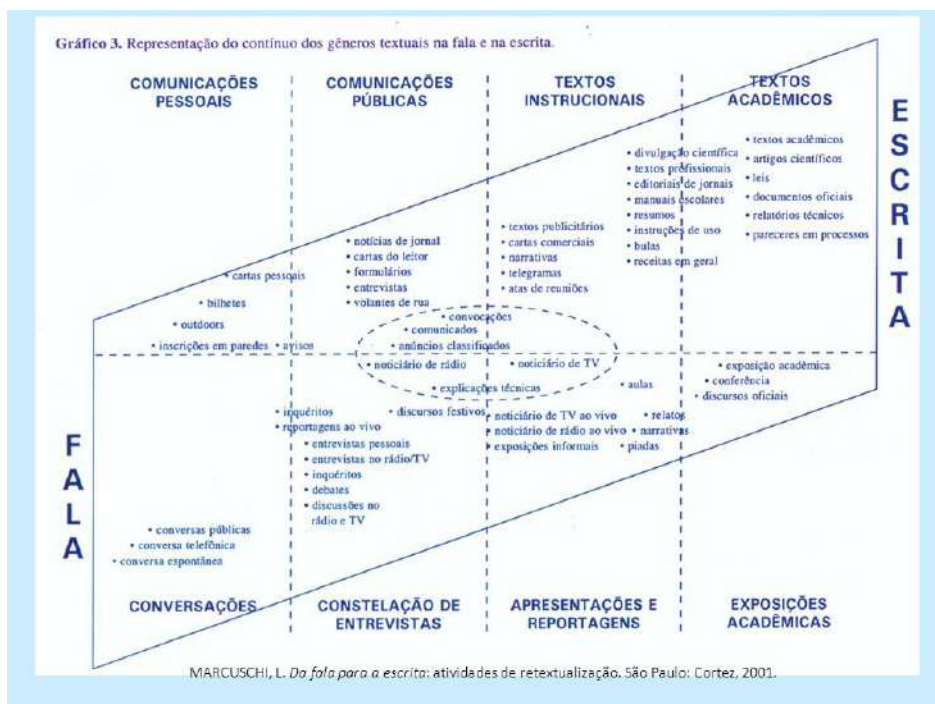 Gráfico 3. Representação do contínuo dos gêneros textuais na fala e na escrita.
COMUNICAÇÕES
PESSOAIS
COMUNICAÇÕES
PÚBLICAS
TEXTOS
INSTRUCIONAIS
TEXTOS
ACADÊMICOS
ESCRITA
• textos acadêmicos
• artigos científicos
• leis
• documentos oficiais
• relatórios técnicos
• pareceres em processos
• divulgação científica
• textos profissionais
• editoriais de jornais
• manuais escolares
• resumos
• instruções de uso
• bulas
• receitas em geral
• textos publicitários
• cartas comerciais
• narrativas
• telegramas
• atas de reuniões
• notícias de jornal
• cartas do leitor
• formulários
• entrevistas
• volantes de rua
• cartas pessoais
• bilhetes
• outdoors
• inscrições em paredes • avisos
• convocações
• comunicados
• anúncios classificados
• noticiário de rádio
• noticiário de TV
• explicações técnicas
• aulas
• exposição acadêmica
• conferência
• discursos oficiais
• inquéritos
• reportagens ao vivo
• discursos festivos
• entrevistas pessoais
• entrevistas no rádio/TV
• inquéritos
• debates
• discussões no
rádio e TV
• noticiário de TV ao vivo
• relatos
• noticiário de rádio ao vivo
• narrativas
• exposições informais
• piadas
FALA
• conversas públicas
• conversa telefônica
• conversa espontânea
CONVERSAÇÕES
CONSTELAÇÃO DE
ENTREVISTAS
APRESENTAÇÕES E
REPORTAGENS
EXPOSIÇÕES
ACADÊMICAS
MARCUSCHI, L. Da fala para a escrita: atividades de retextualização. São Paulo: Cortez, 2001.